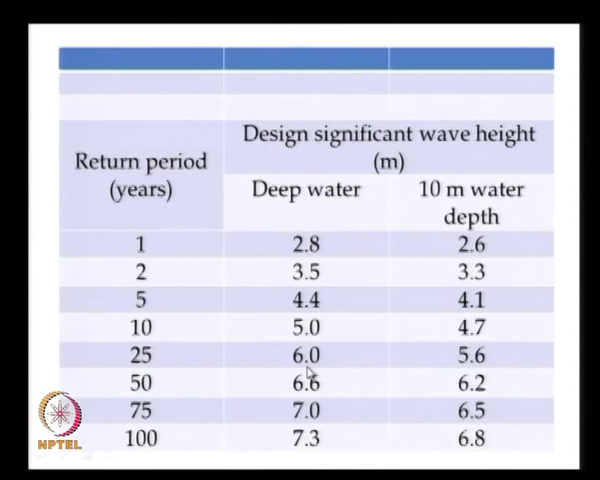 Return period
(years)
Design significant wave height
(m)
Deep water
10 m water
depth
1 2.8 2.6
2 3.5 3.3
5 4.4 4.1
10 5.0 4.7
25 6.0 5.6
50 6.6 6.2
75 7.0 6.5
100 7.3 6.8
NPTEL